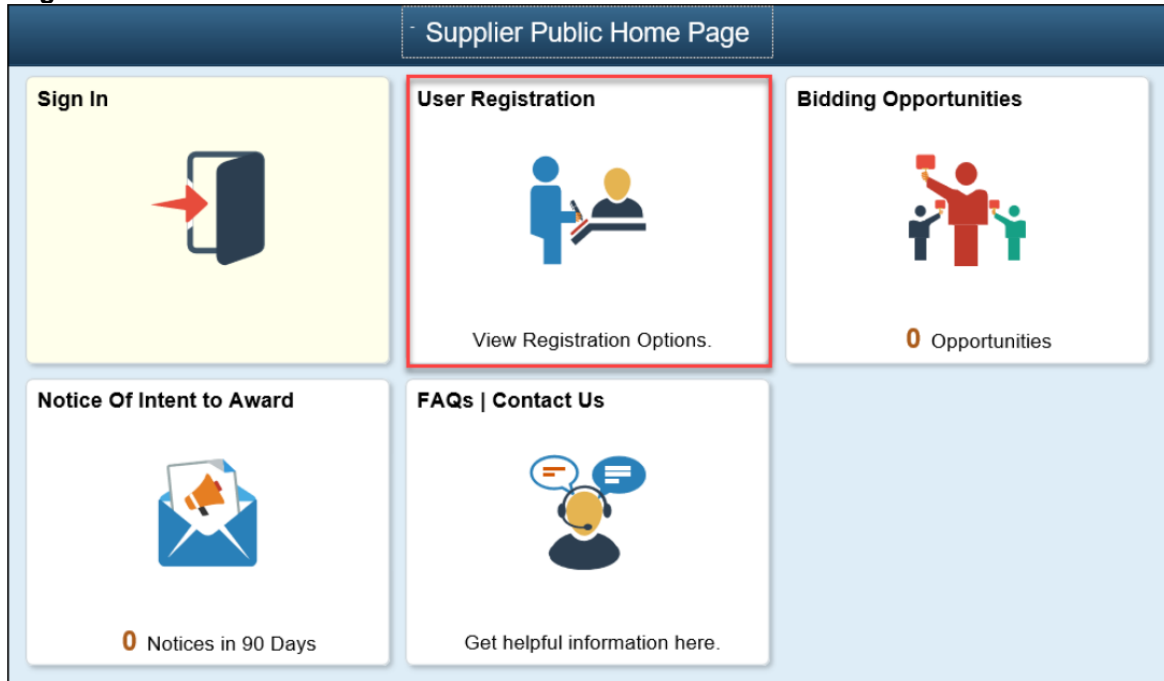 Supplier Public Home Page
Sign In
User Registration
Bidding Opportunities
View Registration Options.
0 Opportunities
Notice Of Intent to Award
FAQs | Contact Us
0 Notices in 90 Days
Get helpful information here.